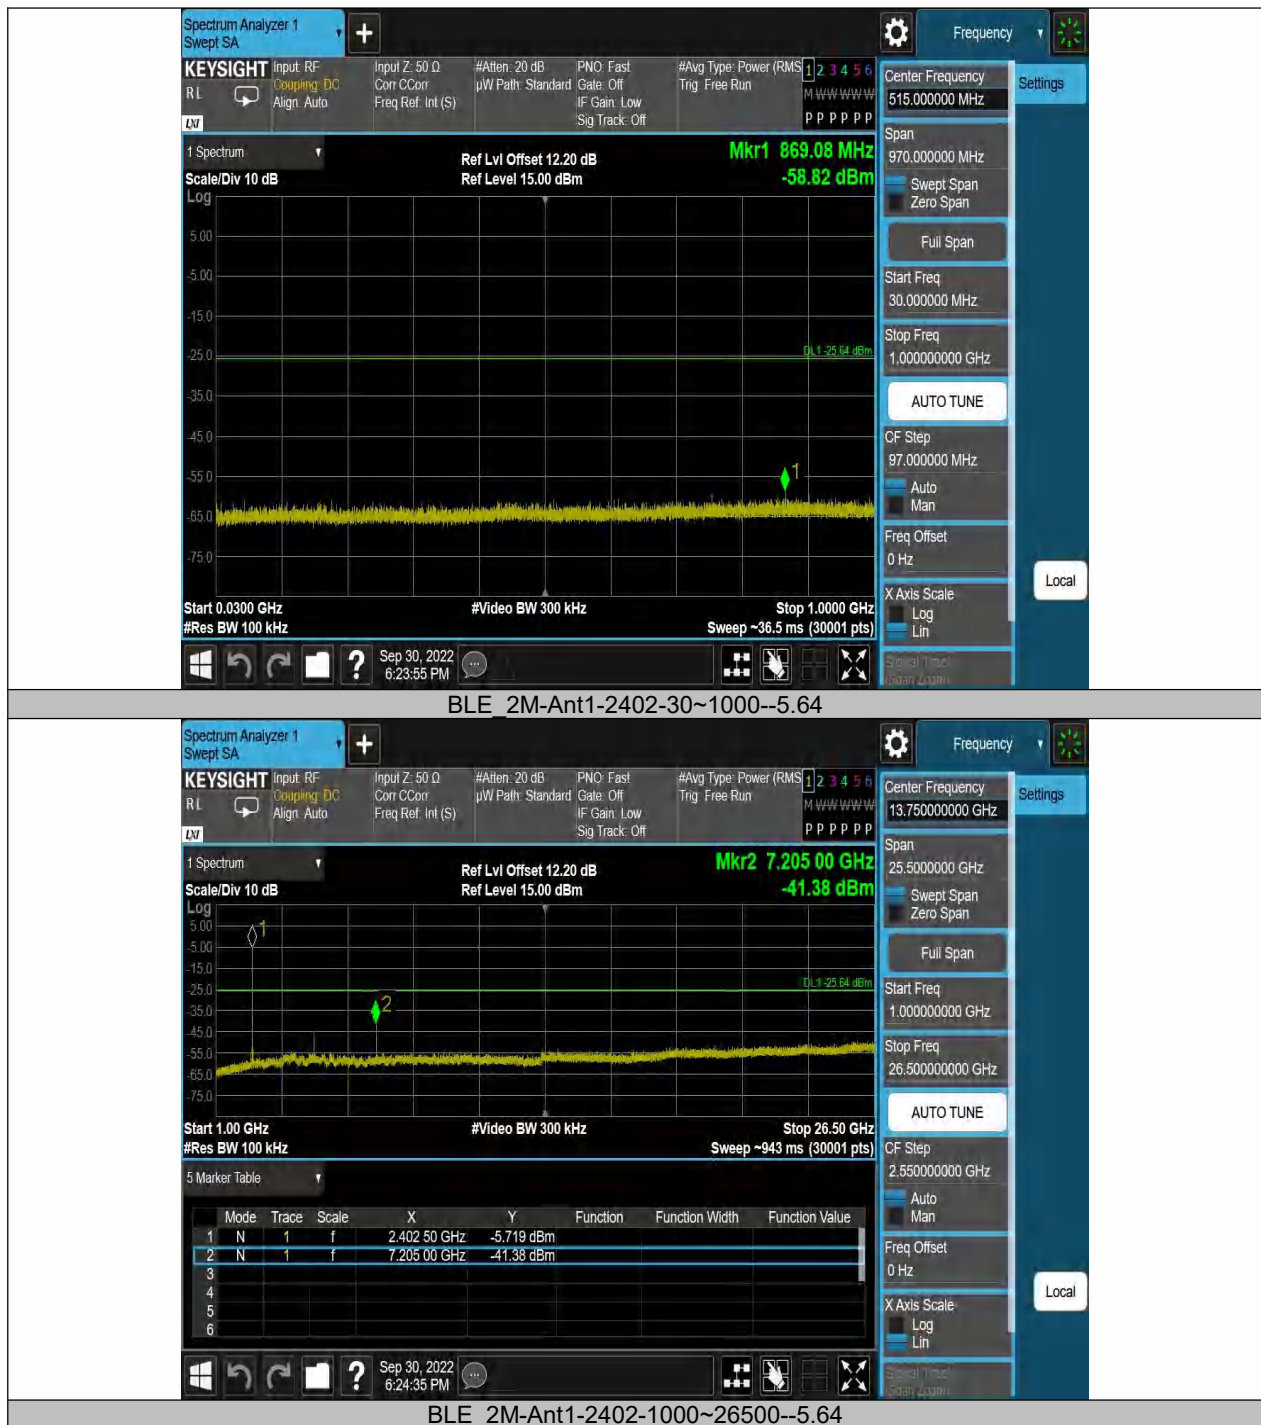 Spectrum Analyzer 1
Swept SA
+
Frequency
KEYSIGHT
RL
LXI
Input: RF
Coupling: DC
Align: Auto
Input Z: 50 Ω
Corr CCorr
Freq Ref: Int (S)
#Atten: 20 dB
µW Path: Standard
PNO: Fast
Gate: Off
IF Gain: Low
Sig Track: Off
#Avg Type: Power (RMS
Trig: Free Run
1 2 3 4 5 6
M W W W W W
P P P P P P
1 Spectrum
Scale/Div 10 dB
Ref Lvl Offset 12.20 dB
Ref Level 15.00 dBm
Mkr1 869.08 MHz
-58.82 dBm
Log
5.00
-5.00
-15.0
-25.0
DL1 -25.64 dBm
-35.0
-45.0
-55.0
1
-65.0
-75.0
Start 0.0300 GHz
#Res BW 100 kHz
#Video BW 300 kHz
Stop 1.0000 GHz
Sweep ~36.5 ms (30001 pts)
Center Frequency
515.000000 MHz
Settings
Span
970.000000 MHz
Swept Span
Zero Span
Full Span
Start Freq
30.000000 MHz
Stop Freq
1.000000000 GHz
AUTO TUNE
CF Step
97.000000 MHz
Auto
Man
Freq Offset
0 Hz
X Axis Scale
Log
Lin
Signal Track
(Span Zoom)
Local
?
Sep 30, 2022
6:23:55 PM
BLE_2M-Ant1-2402-30~1000--5.64
Spectrum Analyzer 1
Swept SA
+
Frequency
KEYSIGHT
RL
LXI
Input: RF
Coupling: DC
Align: Auto
Input Z: 50 Ω
Corr CCorr
Freq Ref: Int (S)
#Atten: 20 dB
µW Path: Standard
PNO: Fast
Gate: Off
IF Gain: Low
Sig Track: Off
#Avg Type: Power (RMS
Trig: Free Run
1 2 3 4 5 6
M W W W W W
P P P P P P
1 Spectrum
Scale/Div 10 dB
Ref Lvl Offset 12.20 dB
Ref Level 15.00 dBm
Mkr2 7.205 00 GHz
-41.38 dBm
Log
5.00
1
-5.00
-15.0
-25.0
DL1 -25.64 dBm
-35.0
2
-45.0
-55.0
-65.0
-75.0
Start 1.00 GHz
#Res BW 100 kHz
#Video BW 300 kHz
Stop 26.50 GHz
Sweep ~943 ms (30001 pts)
5 Marker Table
Mode Trace Scale X Y Function Function Width Function Value
1 N 1 f 2.402 50 GHz -5.719 dBm
2 N 1 f 7.205 00 GHz -41.38 dBm
3
4
5
6
Center Frequency
13.750000000 GHz
Settings
Span
25.5000000 GHz
Swept Span
Zero Span
Full Span
Start Freq
1.000000000 GHz
Stop Freq
26.500000000 GHz
AUTO TUNE
CF Step
2.550000000 GHz
Auto
Man
Freq Offset
0 Hz
X Axis Scale
Log
Lin
Signal Track
(Span Zoom)
Local
?
Sep 30, 2022
6:24:35 PM
BLE_2M-Ant1-2402-1000~26500--5.64